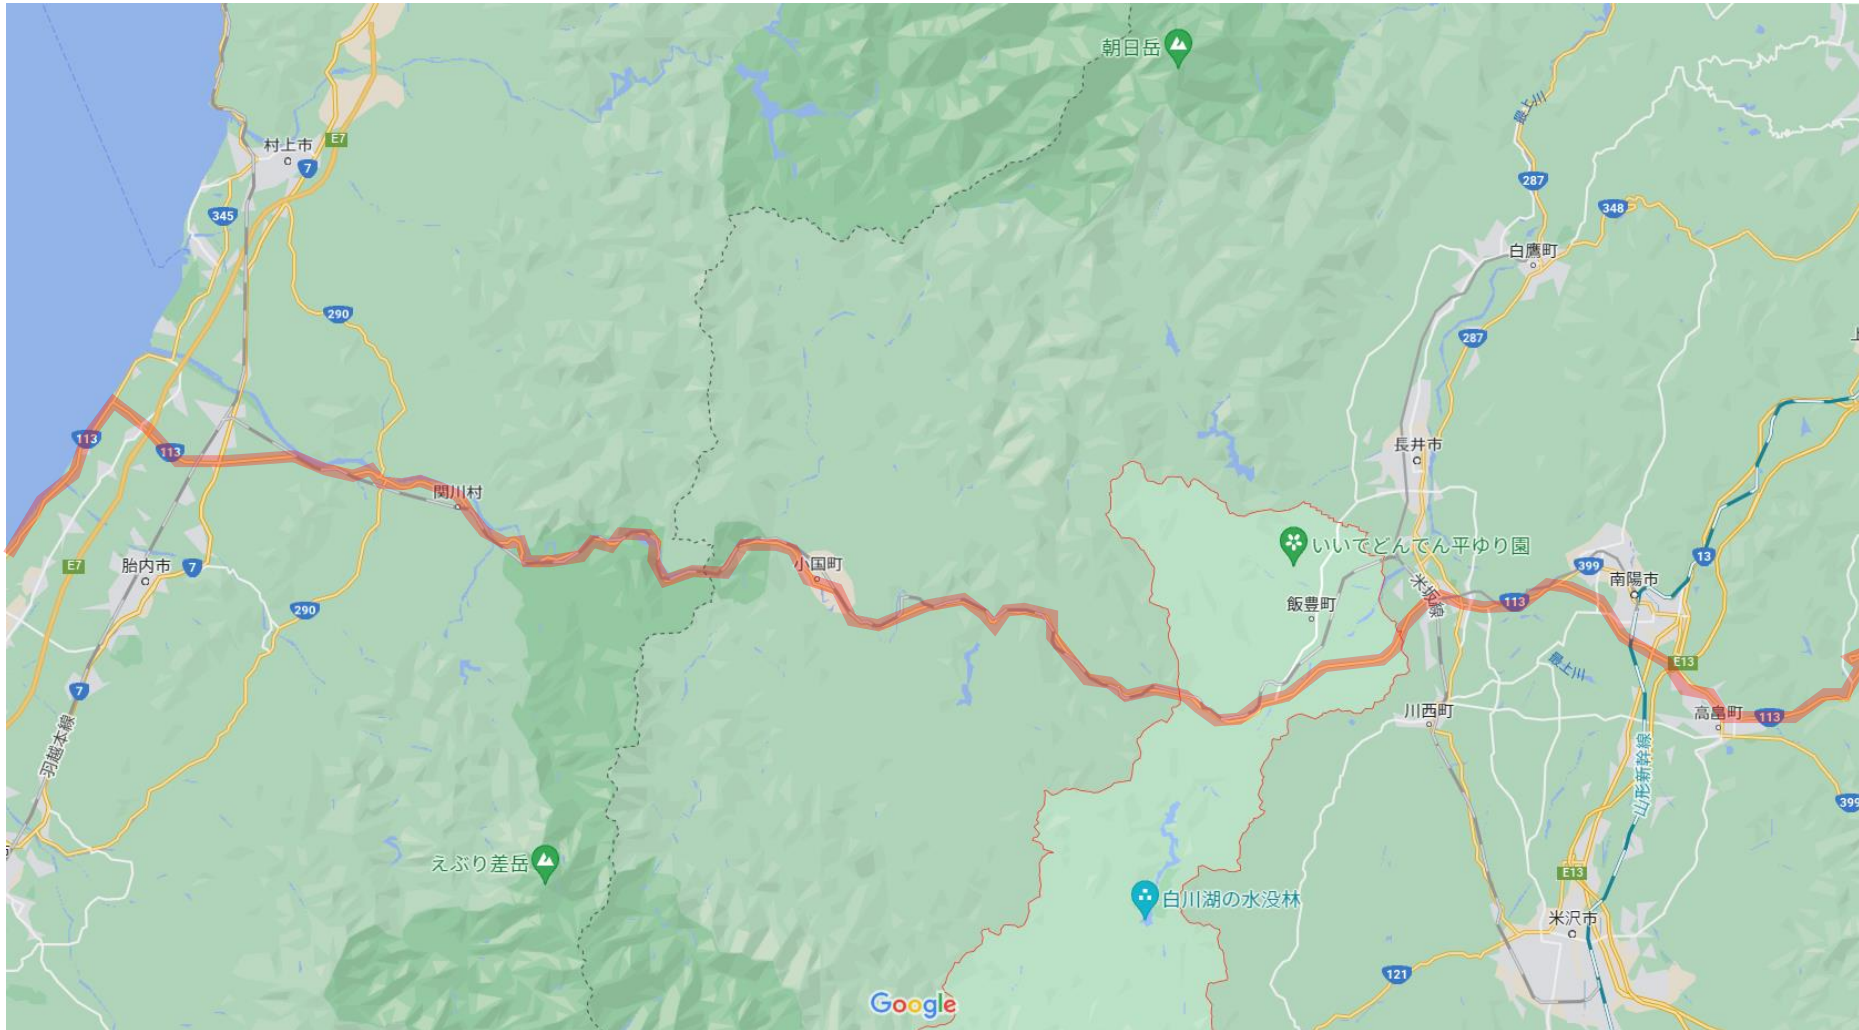 朝日岳
最上川
E7
村上市
7
287
345
348
白鷹町
290
287
113
113
長井市
関川村
いいでどんでん平ゆり園
13
E7
胎内市
7
小国町
米坂線
399
南陽市
290
飯豊町
113
最上川
E13
7
川西町
高畠町
113
羽越本線
山形新幹線
399
えぶり差岳
白川湖の水没林
E13
米沢市
121
Google